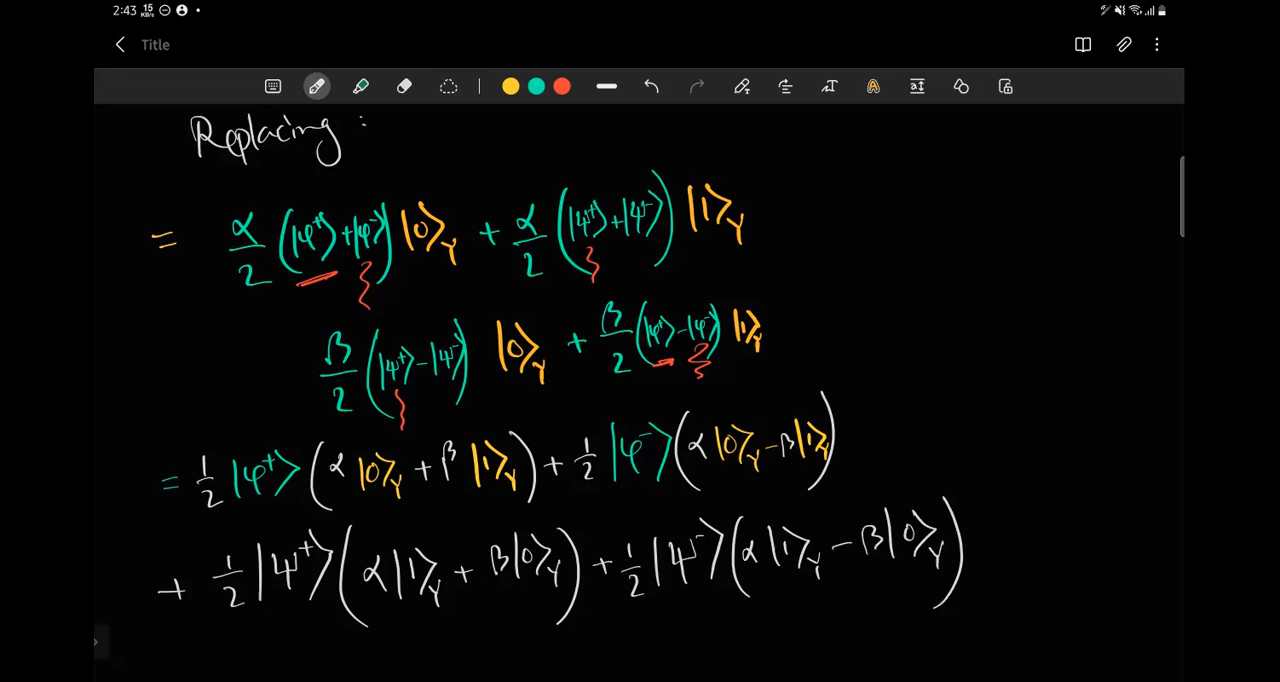 2:43 15 KB/s
Title
Replacing :
= α/2 (|φ⁺⟩+|φ⁻⟩) |0⟩_Y + α/2 (|Ψ⁺⟩+|Ψ⁻⟩) |1⟩_Y
β/2 (|Ψ⁺⟩-|Ψ⁻⟩) |0⟩_Y + β/2 (|φ⁺⟩-|φ⁻⟩) |1⟩_Y
= 1/2 |φ⁺⟩ (α |0⟩_Y + β |1⟩_Y) + 1/2 |φ⁻⟩ (α |0⟩_Y - β |1⟩_Y)
+ 1/2 |Ψ⁺⟩ (α |1⟩_Y + β |0⟩_Y) + 1/2 |Ψ⁻⟩ (α |1⟩_Y - β |0⟩_Y)